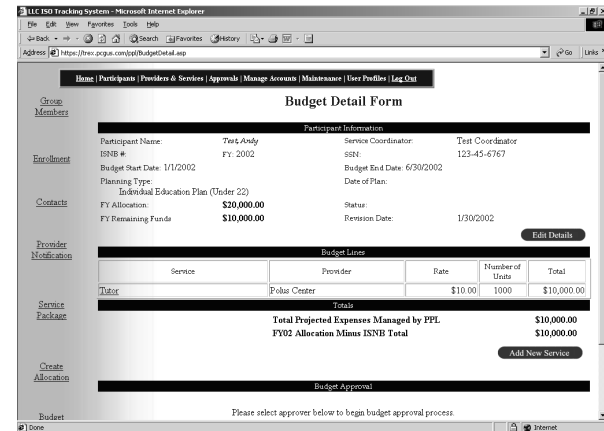 LLC ISO Tracking System - Microsoft Internet Explorer
File Edit View Favorites Tools Help
Back Search Favorites History
Address https://trex.pcgus.com/ppl/BudgetDetail.asp Go Links
Home | Participants | Providers & Services | Approvals | Manage Accounts | Maintenance | User Profiles | Log Out
Group Members
Enrollment
Contacts
Provider Notification
Service Package
Create Allocation
Budget
Budget Detail Form
Participant Information
Participant Name: Test, Andy Service Coordinator: Test Coordinator
ISNB #: FY: 2002 SSN: 123-45-6767
Budget Start Date: 1/1/2002 Budget End Date: 6/30/2002
Planning Type: Date of Plan:
Individual Education Plan (Under 22)
FY Allocation: $20,000.00 Status:
FY Remaining Funds $10,000.00 Revision Date: 1/30/2002
Edit Details
Budget Lines
Service Provider Rate Number of Units Total
Tutor Polus Center $10.00 1000 $10,000.00
Totals
Total Projected Expenses Managed by PPL $10,000.00
FY02 Allocation Minus ISNB Total $10,000.00
Add New Service
Budget Approval
Please select approver below to begin budget approval process.
Done Internet